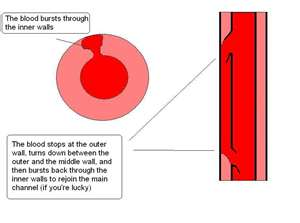 The blood bursts through
the inner walls
The blood stops at the outer
wall, turns down between the
outer and the middle wall, and
then bursts back through the
inner walls to rejoin the main
channel (if you're lucky)